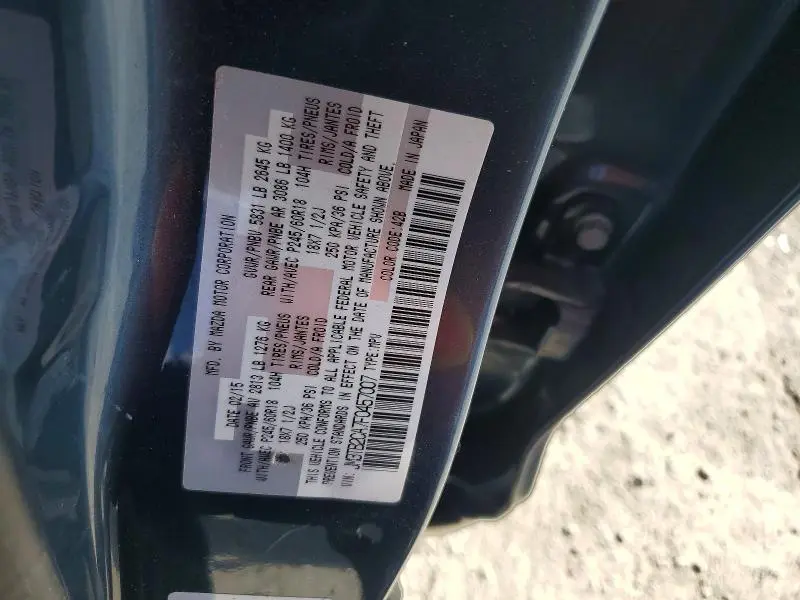 MFD. BY MAZDA MOTOR CORPORATION
DATE 02/15 GVWR/PNBV 5831 LB 2645 KG
FRONT GAWR/PNBE AV 2813 LB 1276 KG REAR GAWR/PNBE AR 3086 LB 1400 KG
WITH/AVEC P245/60R18 104H TIRES/PNEUS WITH/AVEC P245/60R18 104H TIRES/PNEUS
18X7 1/2J RIMS/JANTES 18X7 1/2J RIMS/JANTES
250 KPA/36 PSI COLD/A FROID 250 KPA/36 PSI COLD/A FROID
THIS VEHICLE CONFORMS TO ALL APPLICABLE FEDERAL MOTOR VEHICLE SAFETY AND THEFT
PREVENTION STANDARDS IN EFFECT ON THE DATE OF MANUFACTURE SHOWN ABOVE.
VIN: JM3TB2CA7F0457007 TYPE:MPV COLOR CODE:42B MADE IN JAPAN